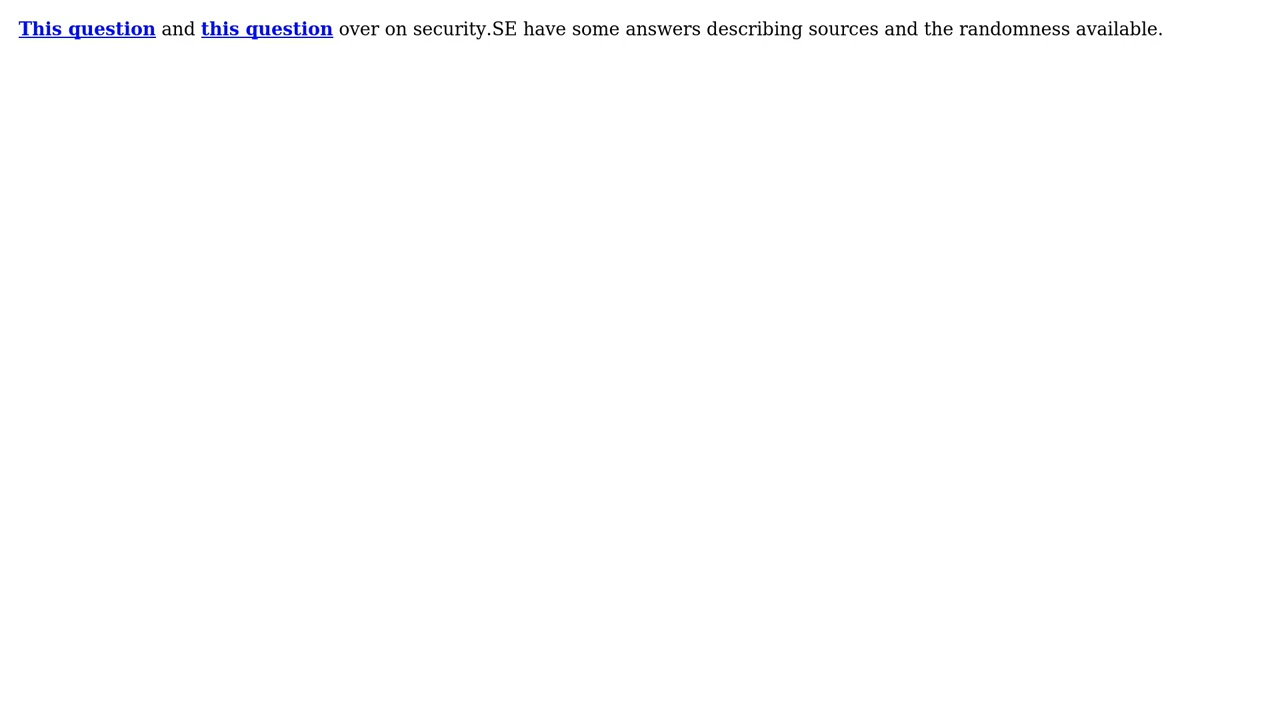 This question and this question over on security.SE have some answers describing sources and the randomness available.